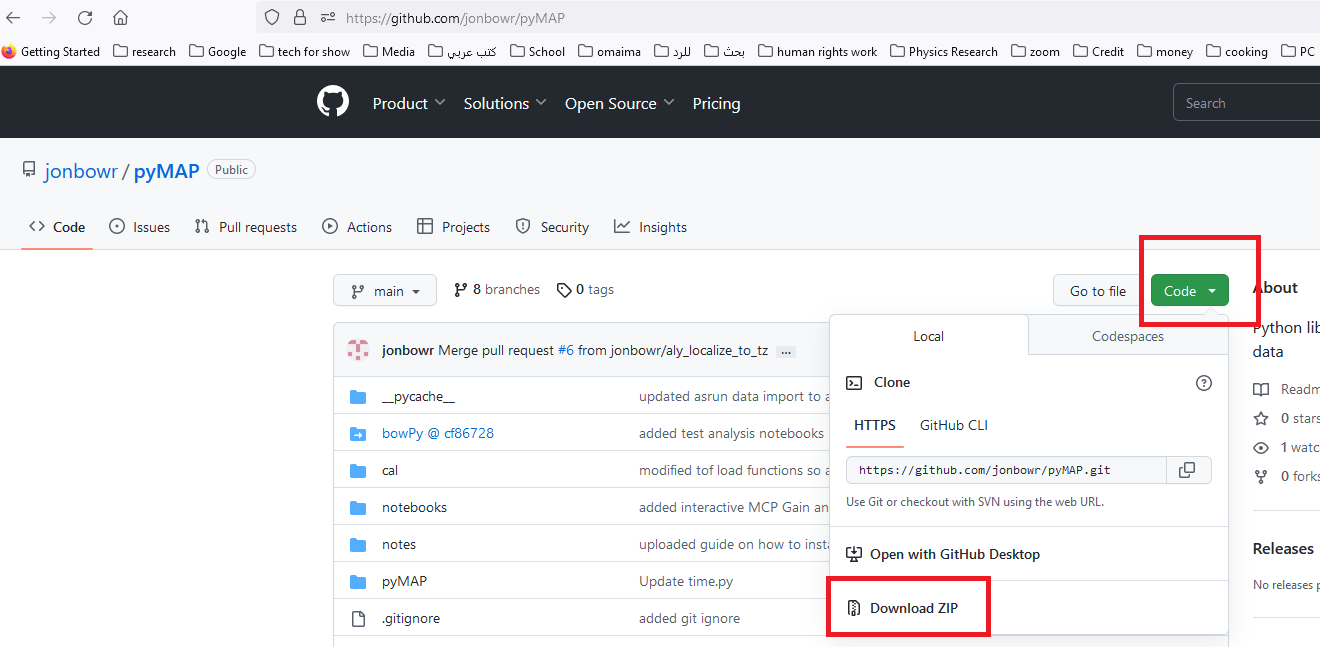 https://github.com/jonbowr/pyMAP
Getting Started research Google tech for show Media كتب عربي School omaima للرد بحث human rights work Physics Research zoom Credit money cooking PC
Product Solutions Open Source Pricing Search
jonbowr / pyMAP Public
Code Issues Pull requests Actions Projects Security Insights
main 8 branches 0 tags Go to file Code About
Python lib
data
Local Codespaces
jonbowr Merge pull request #6 from jonbowr/aly_localize_to_tz ...
Clone
__pycache__ updated asrun data import to a
Readm
HTTPS GitHub CLI
0 stars
bowPy @ cf86728 added test analysis notebooks
1 watc
cal modified tof load functions so a
https://github.com/jonbowr/pyMAP.git
0 forks
Use Git or checkout with SVN using the web URL.
notebooks added interactive MCP Gain an
notes uploaded guide on how to insta
Open with GitHub Desktop
Releases
pyMAP Update time.py
No releases p
Download ZIP
.gitignore added git ignore